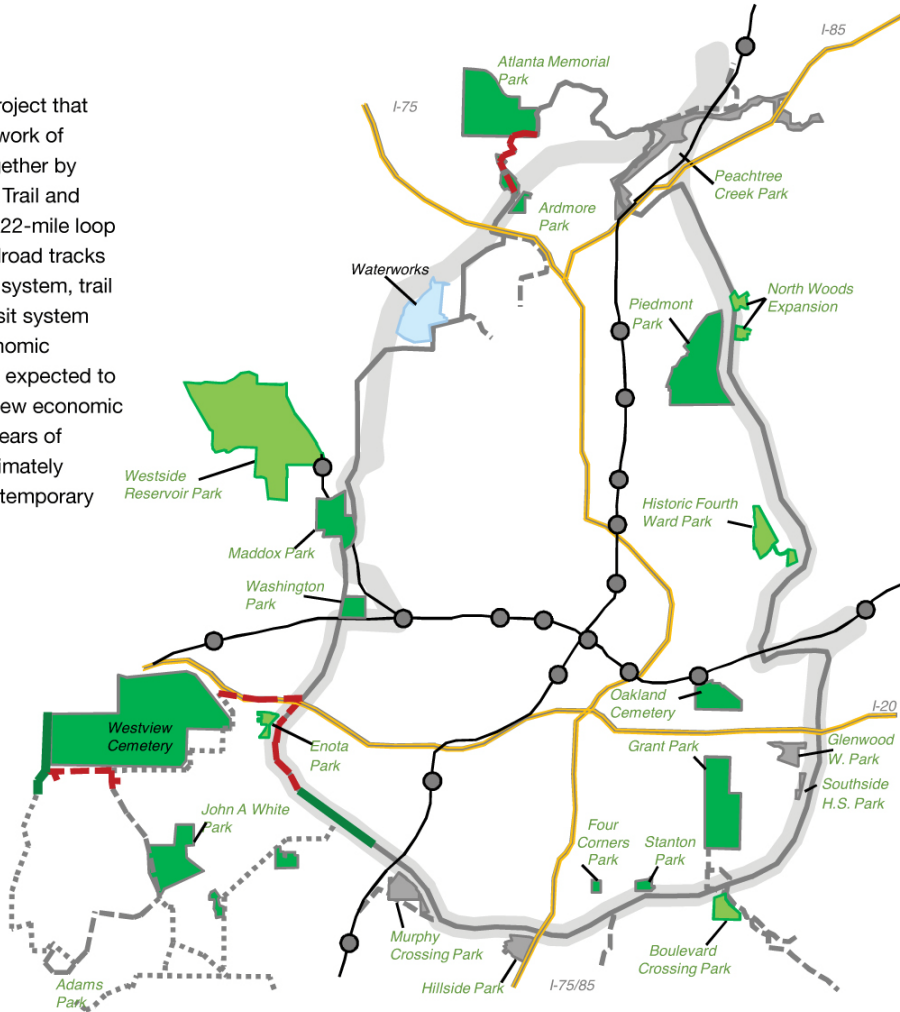 roject that
work of
gether by
Trail and
22-mile loop
lroad tracks
system, trail
sit system
nomic
expected to
ew economic
ears of
imately
temporary
I-85
Atlanta Memorial
Park
I-75
Peachtree
Creek Park
Ardmore
Park
Waterworks
North Woods
Expansion
Piedmont
Park
Westside
Reservoir Park
Historic Fourth
Ward Park
Maddox Park
Washington
Park
Oakland
Cemetery
I-20
Westview
Cemetery
Enota
Park
Grant Park
Glenwood
W. Park
Southside
H.S. Park
John A White
Park
Four
Corners
Park
Stanton
Park
Murphy
Crossing Park
Boulevard
Crossing Park
Hillside Park
I-75/85
Adams
Park